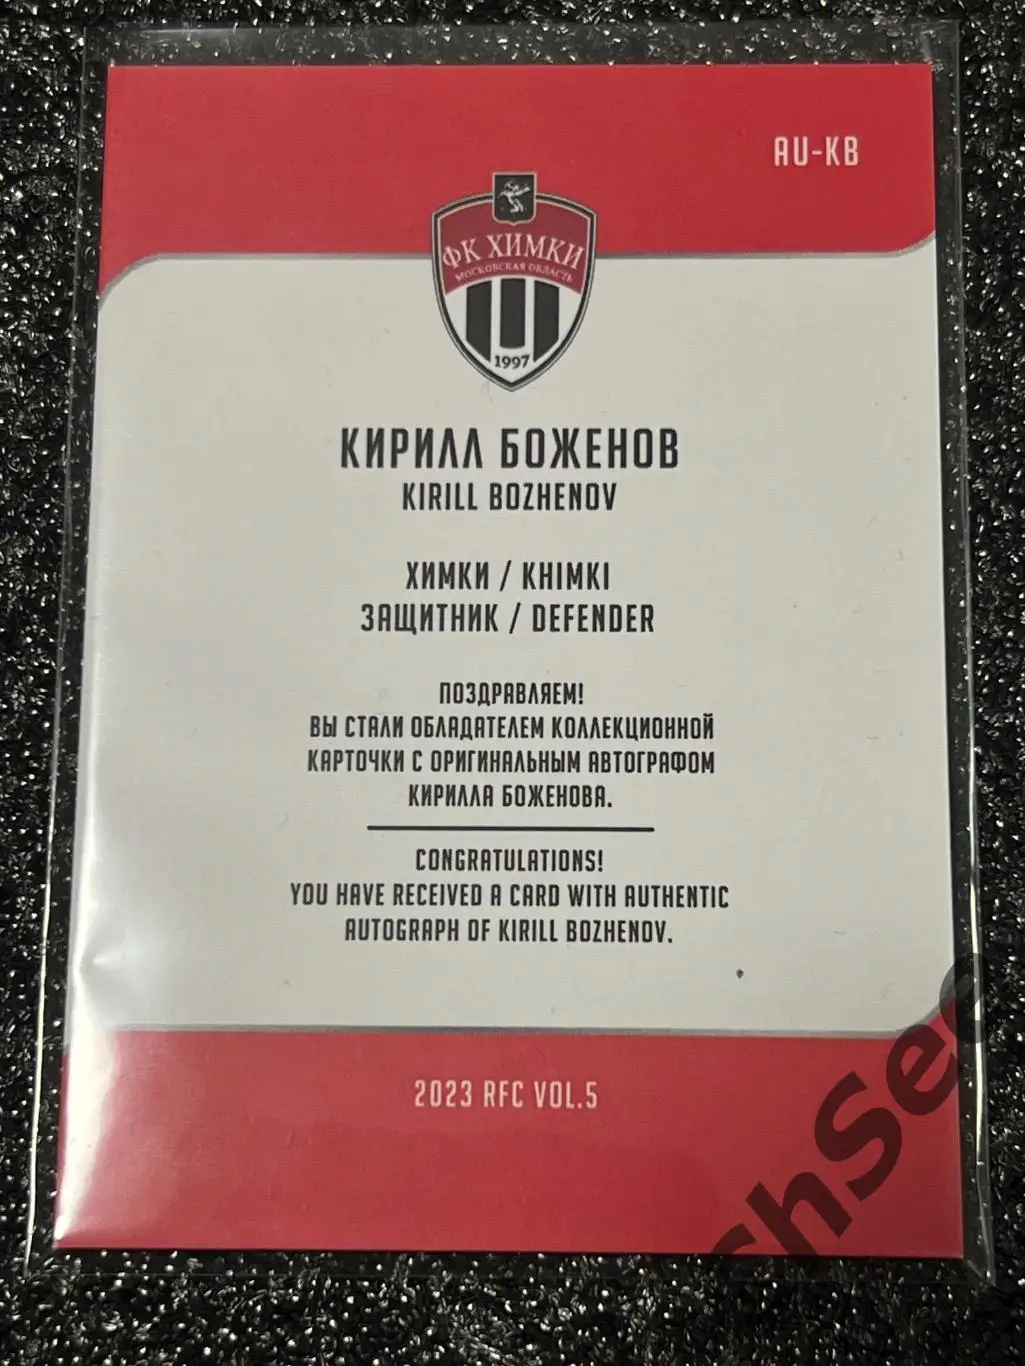 AU-KB
ФК ХИМКИ
МОСКОВСКАЯ ОБЛАСТЬ
1997
КИРИЛЛ БОЖЕНОВ
KIRILL BOZHENOV
ХИМКИ / KHIMKI
ЗАЩИТНИК / DEFENDER
ПОЗДРАВЛЯЕМ!
ВЫ СТАЛИ ОБЛАДАТЕЛЕМ КОЛЛЕКЦИОННОЙ
КАРТОЧКИ С ОРИГИНАЛЬНЫМ АВТОГРАФОМ
КИРИЛЛА БОЖЕНОВА.
CONGRATULATIONS!
YOU HAVE RECEIVED A CARD WITH AUTHENTIC
AUTOGRAPH OF KIRILL BOZHENOV.
2023 RFC VOL.5